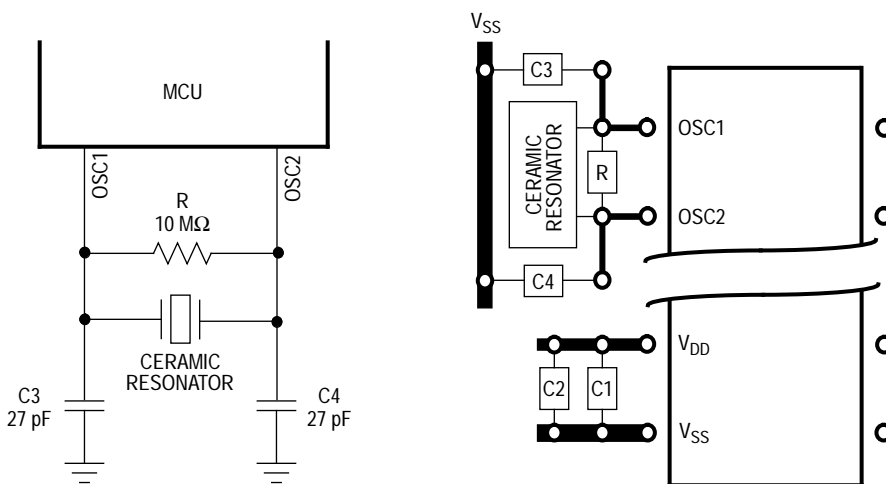 MCU
OSC1
OSC2
R
10 MΩ
CERAMIC
RESONATOR
C3
27 pF
C4
27 pF
VSS
C3
CERAMIC
RESONATOR
R
C4
OSC1
OSC2
C2
C1
VDD
VSS